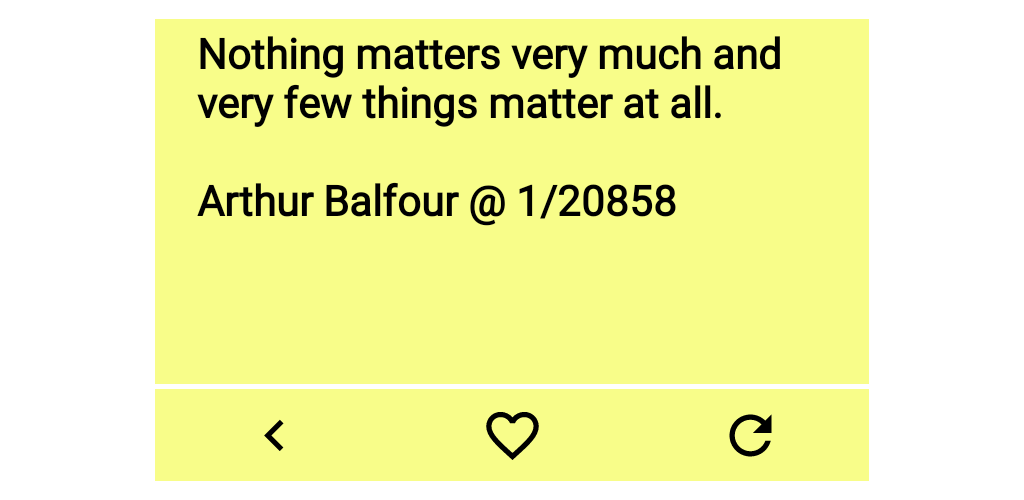 Nothing matters very much and
very few things matter at all.
Arthur Balfour @ 1/20858